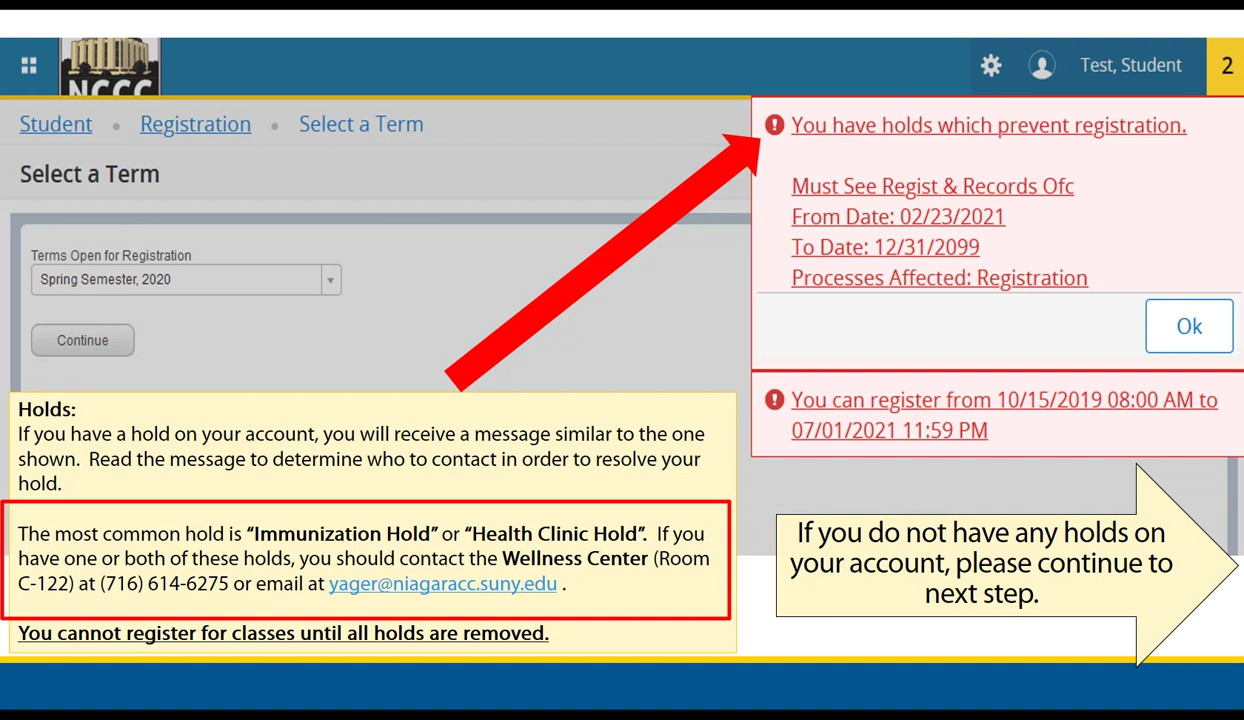 NCCC
Test, Student
2
Student • Registration • Select a Term
Select a Term
Terms Open for Registration
Spring Semester, 2020
Continue
You have holds which prevent registration.
Must See Regist & Records Ofc
From Date: 02/23/2021
To Date: 12/31/2099
Processes Affected: Registration
Ok
You can register from 10/15/2019 08:00 AM to
07/01/2021 11:59 PM
Holds:
If you have a hold on your account, you will receive a message similar to the one
shown. Read the message to determine who to contact in order to resolve your
hold.
The most common hold is “Immunization Hold” or “Health Clinic Hold”. If you
have one or both of these holds, you should contact the Wellness Center (Room
C-122) at (716) 614-6275 or email at yager@niagaracc.suny.edu .
You cannot register for classes until all holds are removed.
If you do not have any holds on
your account, please continue to
next step.